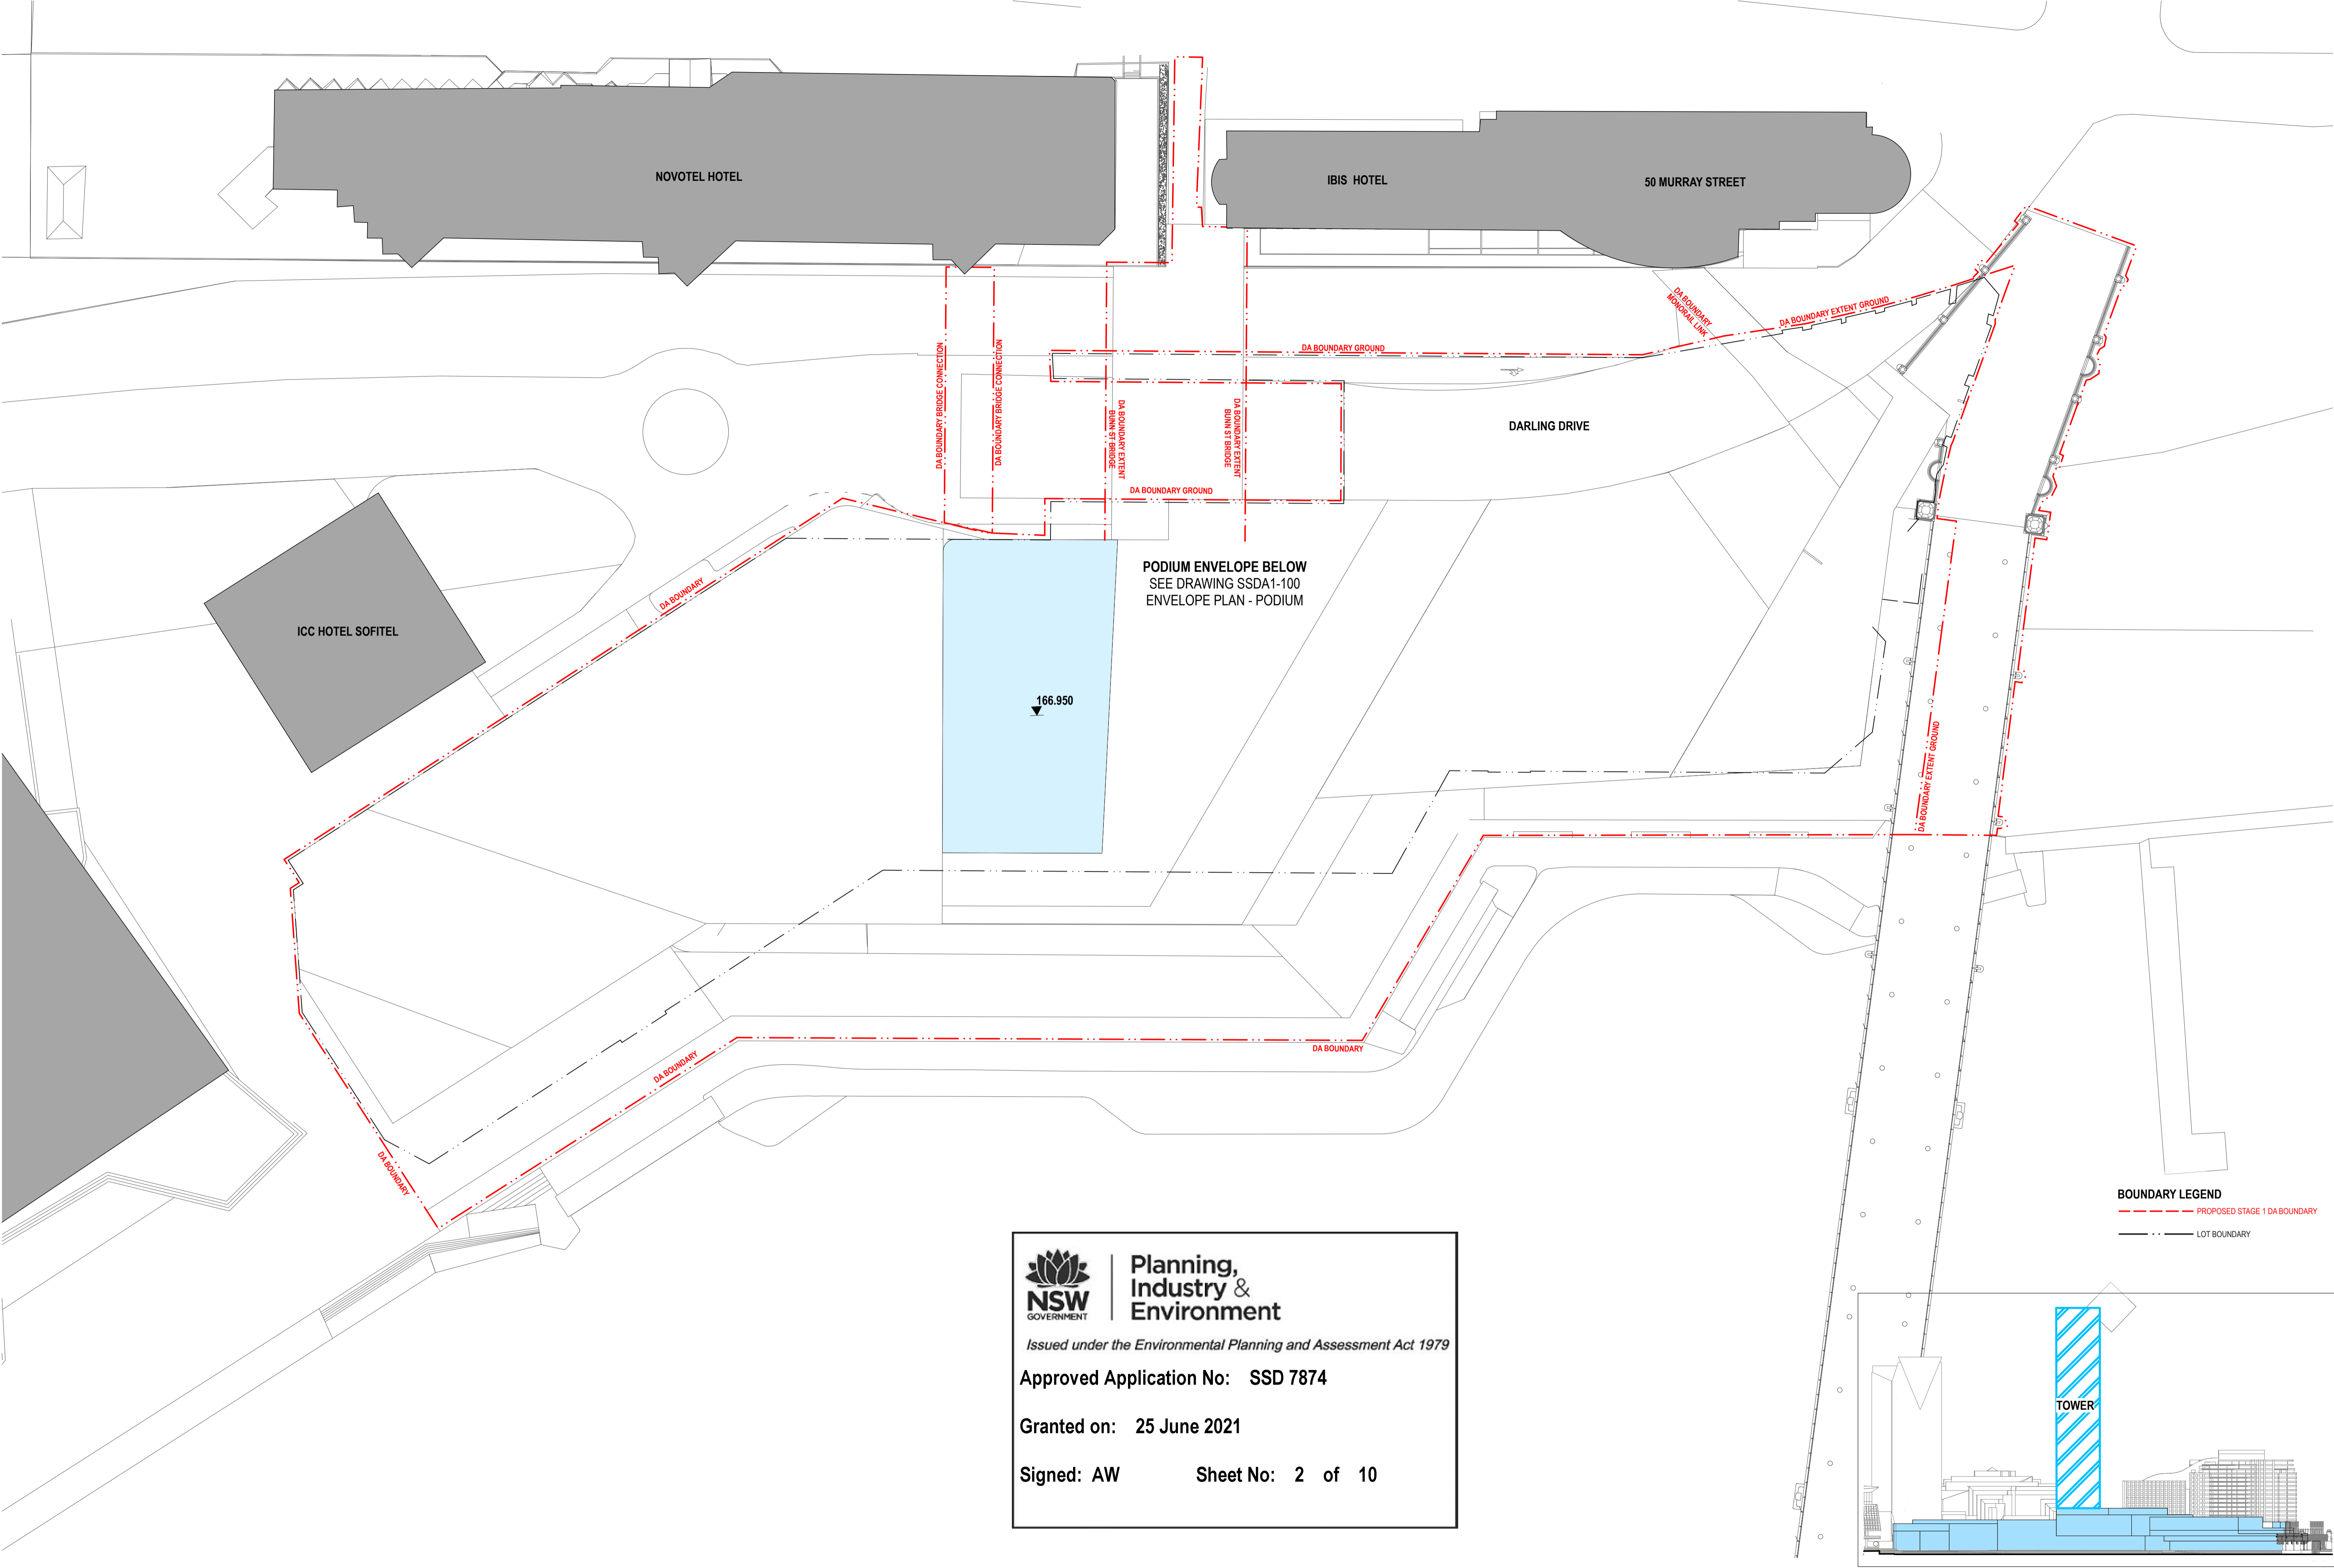 NOVOTEL HOTEL
IBIS HOTEL
50 MURRAY STREET
DA BOUNDARY
MONORAIL LINK
DA BOUNDARY EXTENT GROUND
DA BOUNDARY GROUND
DA BOUNDARY BRIDGE CONNECTION
DA BOUNDARY BRIDGE CONNECTION
DA BOUNDARY EXTENT
BUNN ST BRIDGE
DA BOUNDARY EXTENT
BUNN ST BRIDGE
DARLING DRIVE
DA BOUNDARY GROUND
PODIUM ENVELOPE BELOW
SEE DRAWING SSDA1-100
ENVELOPE PLAN - PODIUM
DA BOUNDARY
ICC HOTEL SOFITEL
166.950
DA BOUNDARY EXTENT GROUND
DA BOUNDARY
DA BOUNDARY
DA BOUNDARY
BOUNDARY LEGEND
PROPOSED STAGE 1 DA BOUNDARY
LOT BOUNDARY
NSW
GOVERNMENT
Planning,
Industry &
Environment
Issued under the Environmental Planning and Assessment Act 1979
Approved Application No: SSD 7874
Granted on: 25 June 2021
Signed: AW Sheet No: 2 of 10
TOWER